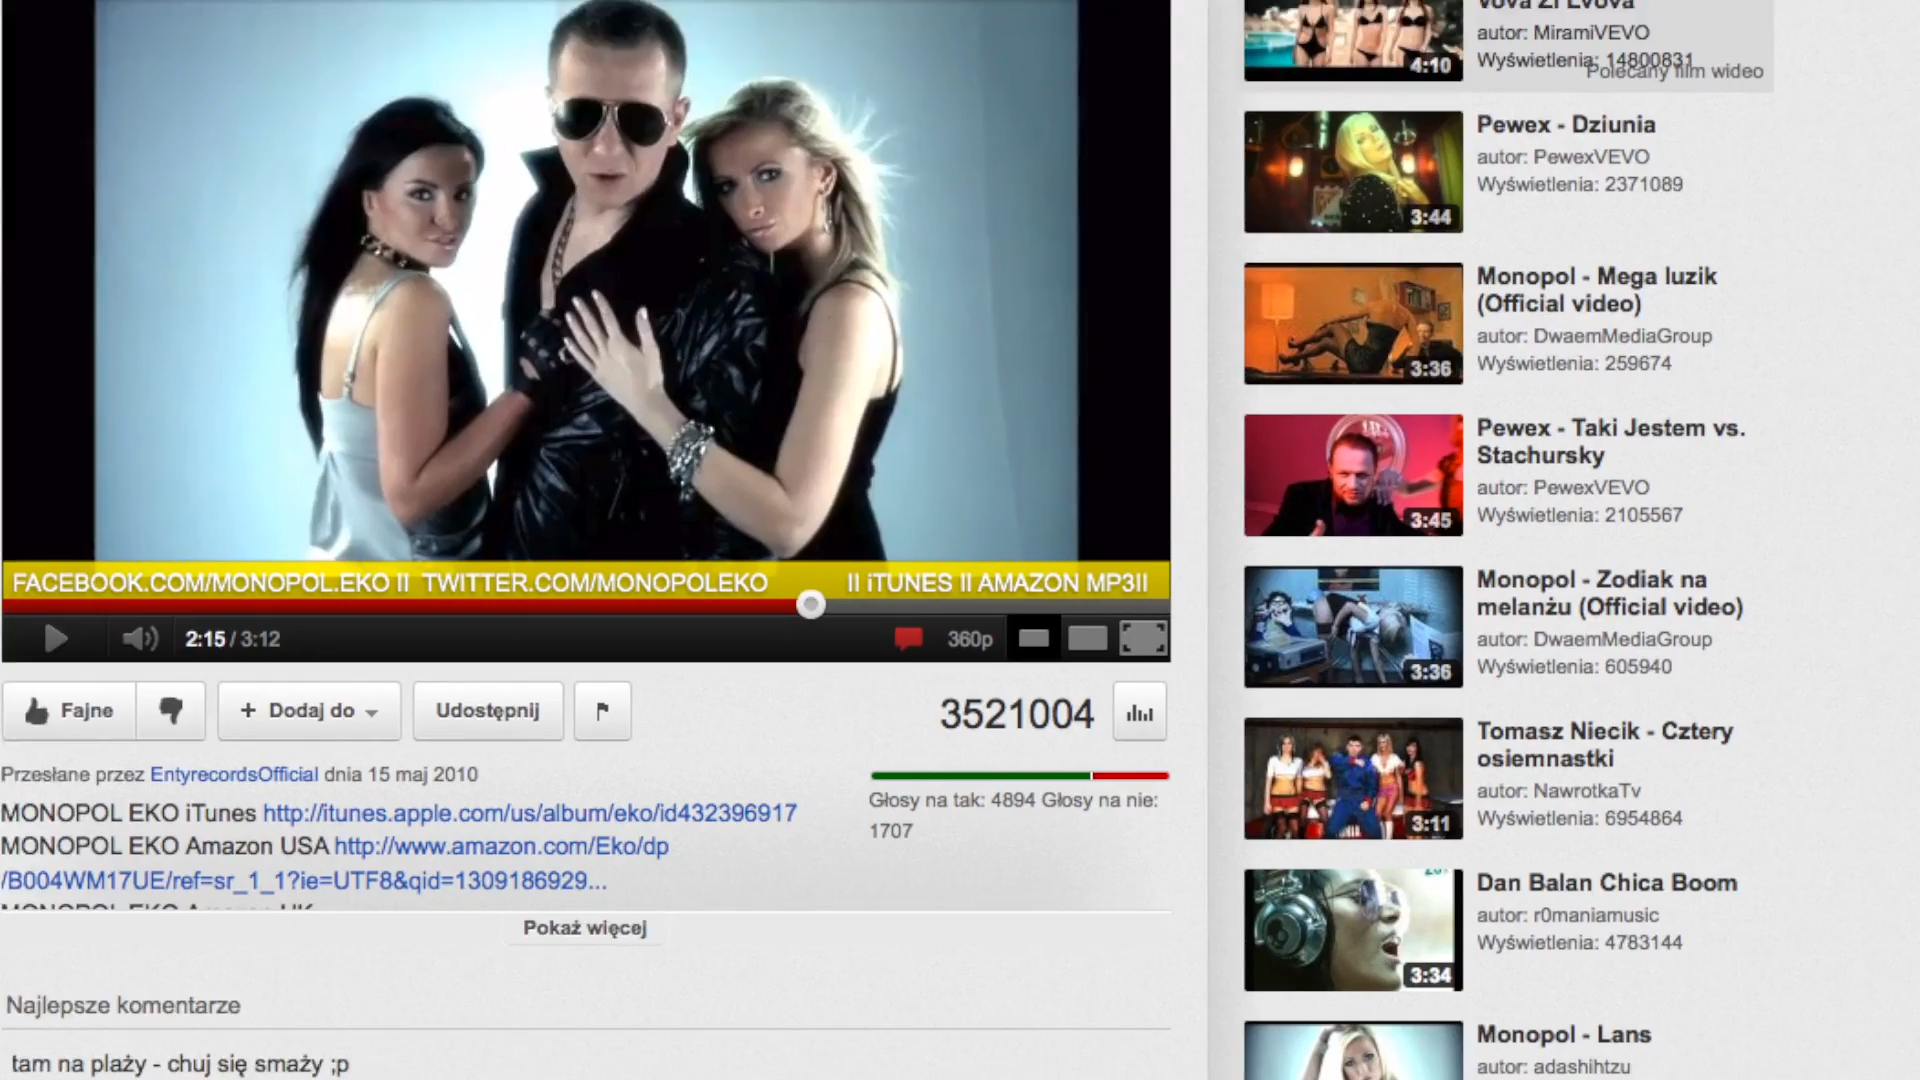 FACEBOOK.COM/MONOPOL.EKO II TWITTER.COM/MONOPOLEKO II iTUNES II AMAZON MP3II
2:15 / 3:12
360p
Fajne
+ Dodaj do
Udostępnij
3521004
Przesłane przez EntyrecordsOfficial dnia 15 maj 2010
Głosy na tak: 4894 Głosy na nie:
1707
MONOPOL EKO iTunes http://itunes.apple.com/us/album/eko/id432396917
MONOPOL EKO Amazon USA http://www.amazon.com/Eko/dp
/B004WM17UE/ref=sr_1_1?ie=UTF8&qid=1309186929...
MONOPOL EKO Amazon UK
Pokaż więcej
Najlepsze komentarze
tam na plaży - chuj się smaży ;p
Vova Zi Lvova
autor: MiramiVEVO
Wyświetlenia: 14800831
Polecany film wideo
4:10
Pewex - Dziunia
autor: PewexVEVO
Wyświetlenia: 2371089
3:44
Monopol - Mega luzik
(Official video)
autor: DwaemMediaGroup
Wyświetlenia: 259674
3:36
Pewex - Taki Jestem vs.
Stachursky
autor: PewexVEVO
Wyświetlenia: 2105567
3:45
Monopol - Zodiak na
melanżu (Official video)
autor: DwaemMediaGroup
Wyświetlenia: 605940
3:36
Tomasz Niecik - Cztery
osiemnastki
autor: NawrotkaTv
Wyświetlenia: 6954864
3:11
Dan Balan Chica Boom
autor: r0maniamusic
Wyświetlenia: 4783144
3:34
Monopol - Lans
autor: adashihtzu